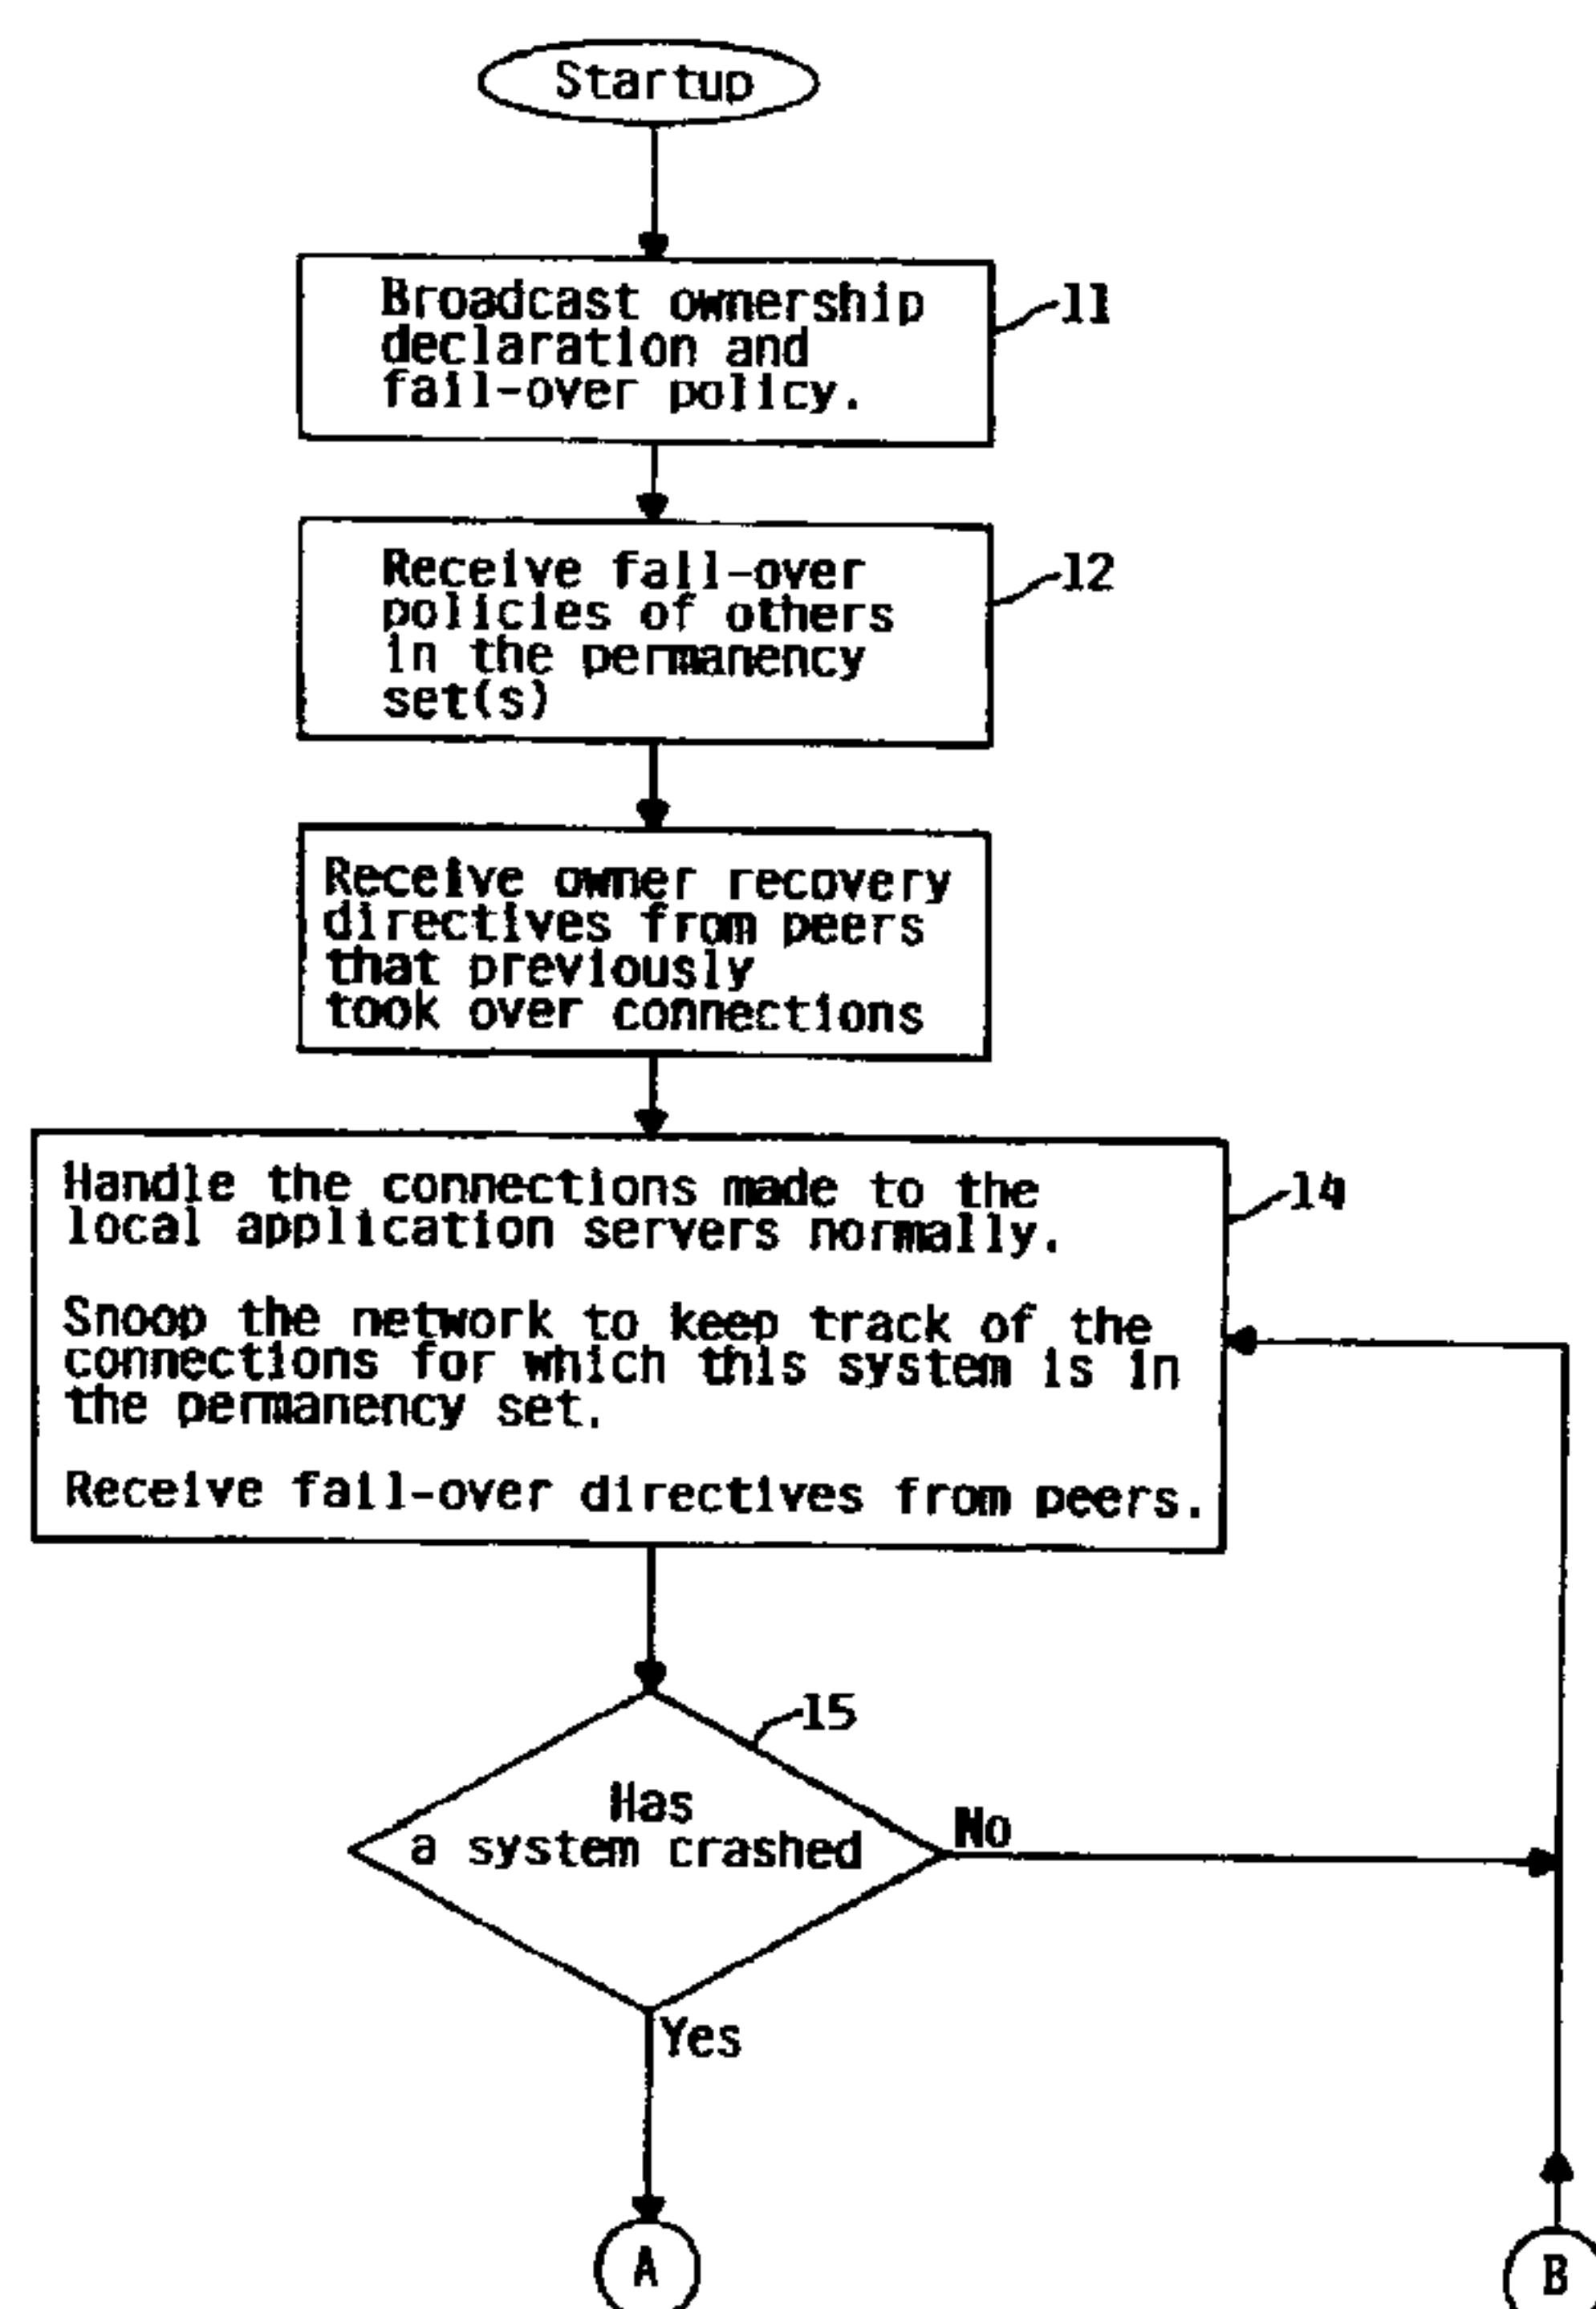 Startup
Broadcast ownership
declaration and
fail-over policy.
11
Receive fail-over
policies of others
in the permanency
set(s)
12
Receive owner recovery
directives from peers
that previously
took over connections
Handle the connections made to the
local application servers normally.
14
Snoop the network to keep track of the
connections for which this system is in
the permanency set.
Receive fail-over directives from peers.
15
Has
a system crashed
No
Yes
A
B